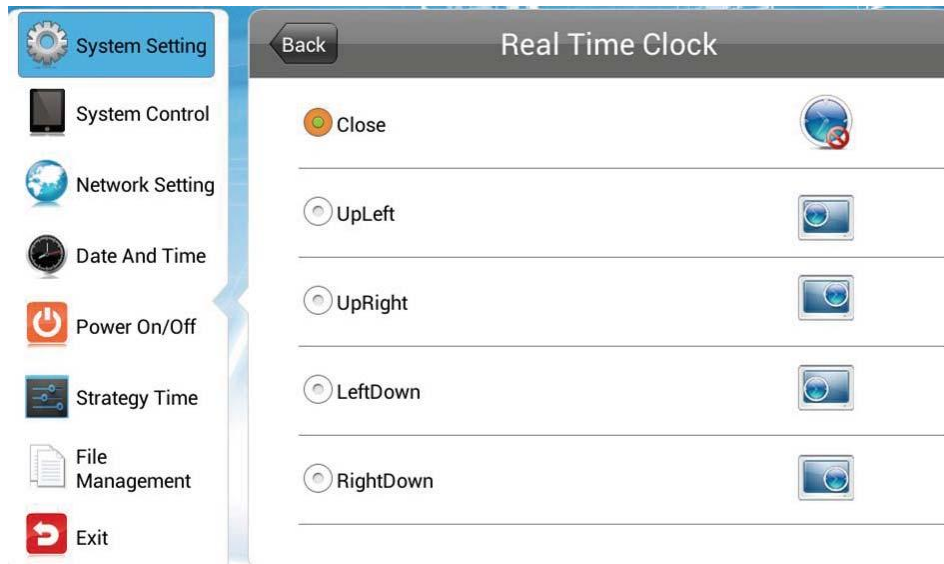 System Setting
System Control
Network Setting
Date And Time
Power On/Off
Strategy Time
File
Management
Exit
Back
Real Time Clock
Close
UpLeft
UpRight
LeftDown
RightDown